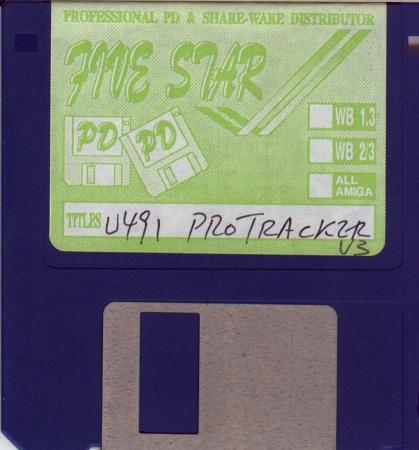 PROFESSIONAL PD & SHARE-WARE DISTRIBUTOR
FIVE STAR
PD PD
WB 1.3
WB 2/3
ALL
AMIGA
TITLES U491 PROTRACKER
V3